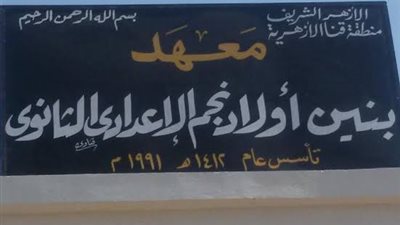 الأزهر الشريف
منطقة قنا الأزهرية
بسم الله الرحمن الرحيم
معهد
بنين أولاد نجم الإعدادى الثانوى
تأسس عام ١٤١٢ هـ ١٩٩١ م